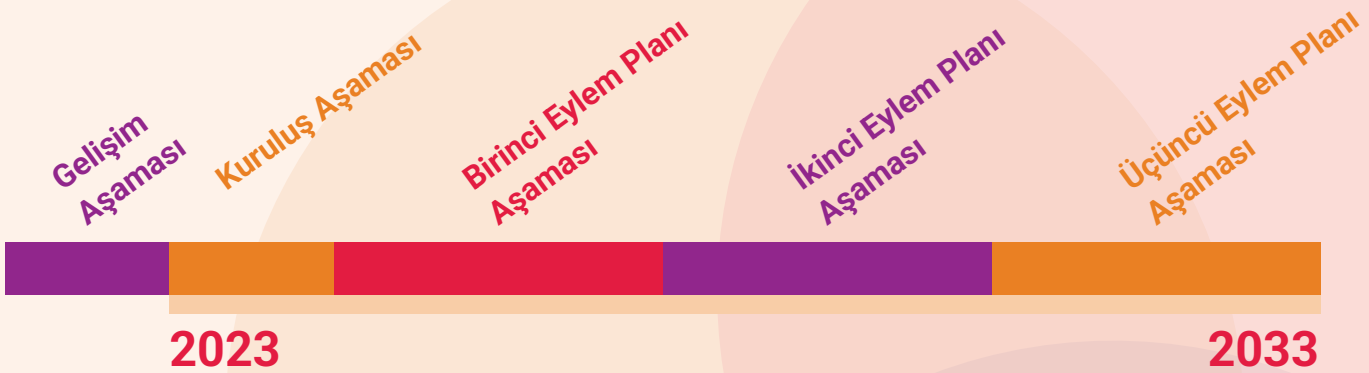 Gelişim
Aşaması
Kuruluş Aşaması
Birinci Eylem Planı
Aşaması
İkinci Eylem Planı
Aşaması
Üçüncü Eylem Planı
Aşaması
2023
2033